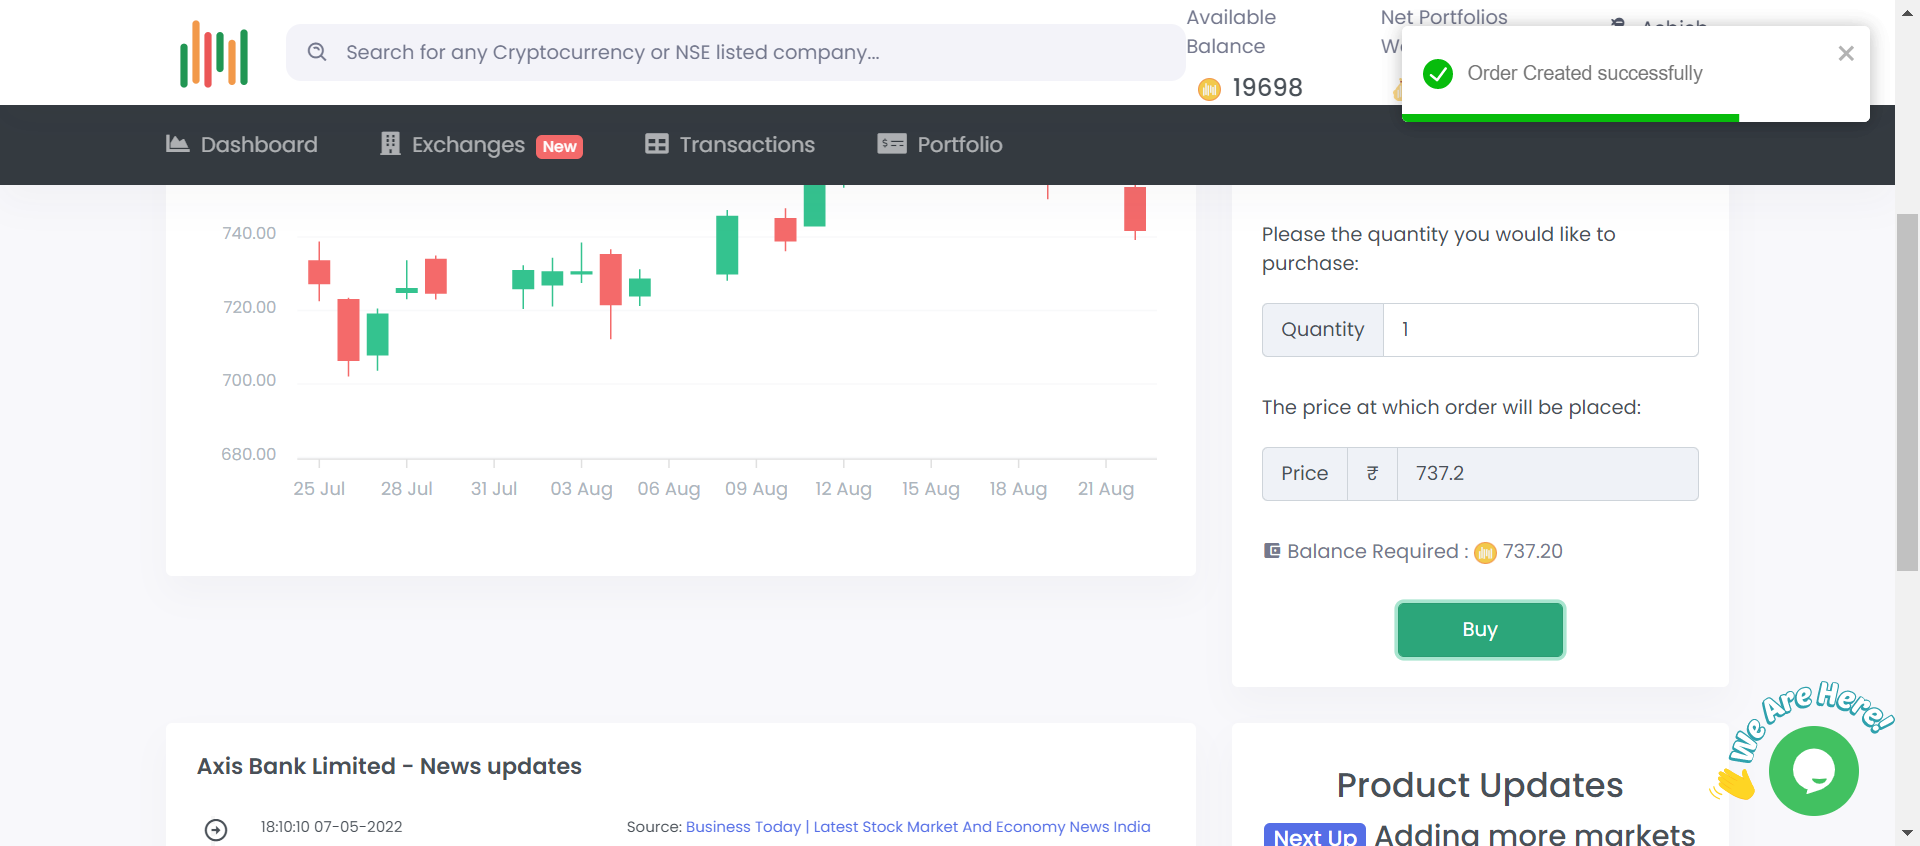 Search for any Cryptocurrency or NSE listed company...
Available
Balance
19698
Net Portfolios
Order Created successfully
Dashboard
Exchanges New
Transactions
Portfolio
740.00
720.00
700.00
680.00
25 Jul 28 Jul 31 Jul 03 Aug 06 Aug 09 Aug 12 Aug 15 Aug 18 Aug 21 Aug
Please the quantity you would like to
purchase:
Quantity 1
The price at which order will be placed:
Price ₹ 737.2
Balance Required : 737.20
Buy
We Are Here!
Axis Bank Limited - News updates
18:10:10 07-05-2022
Source: Business Today | Latest Stock Market And Economy News India
Product Updates
Next Up Adding more markets